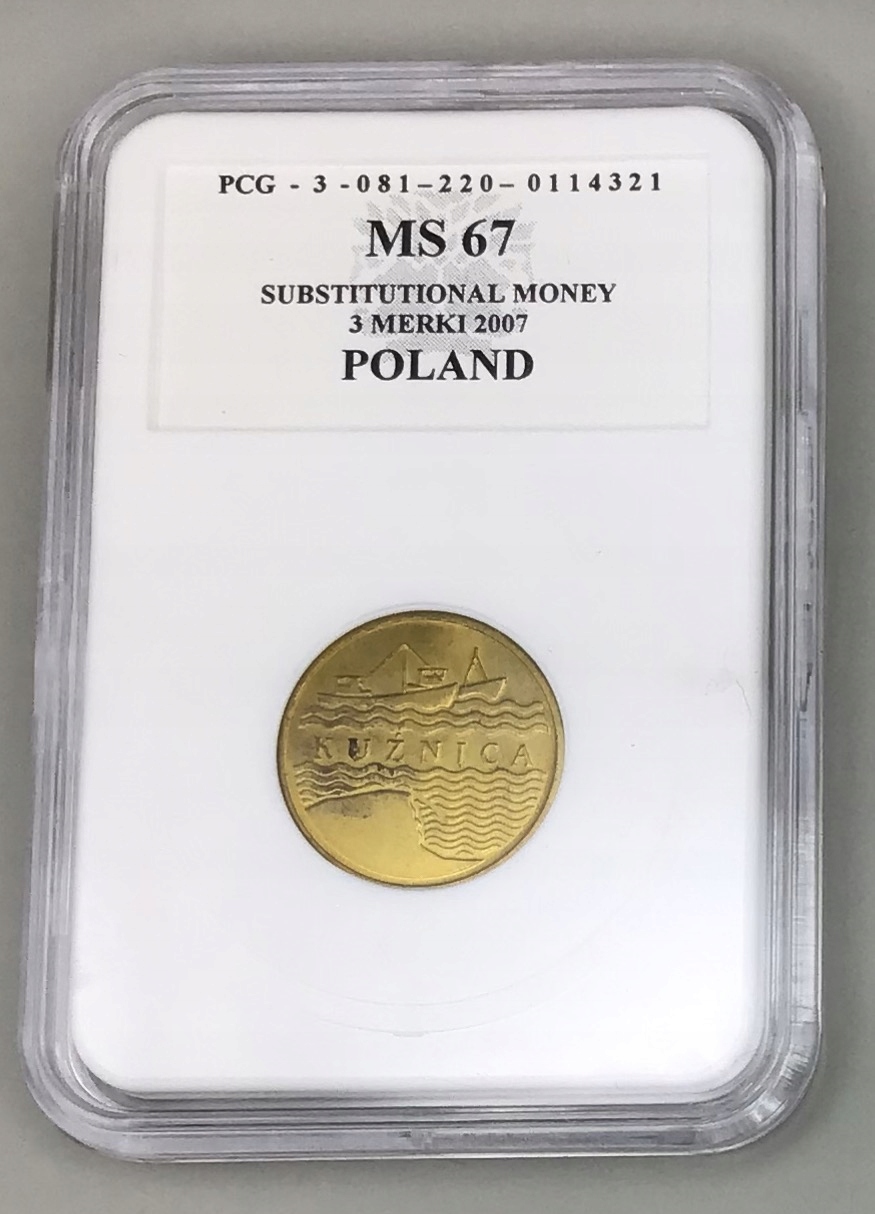 PCG - 3 - 081 - 220 - 0114321
MS 67
SUBSTITUTIONAL MONEY
3 MERKI 2007
POLAND
KUŹNICA